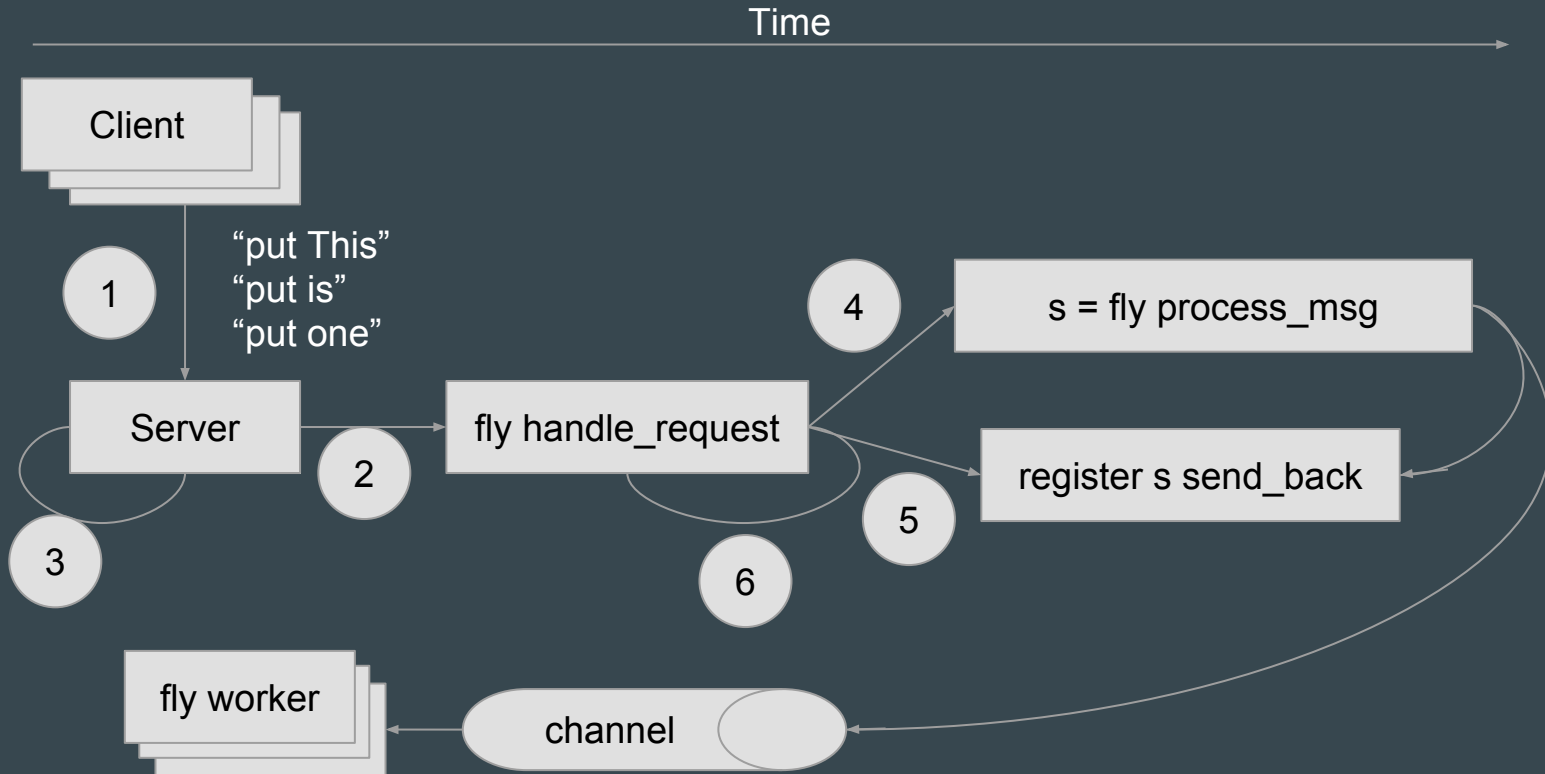 Time
Client
“put This”
“put is”
“put one”
1
4
s = fly process_msg
Server
2
fly handle_request
register s send_back
5
3
6
fly worker
channel